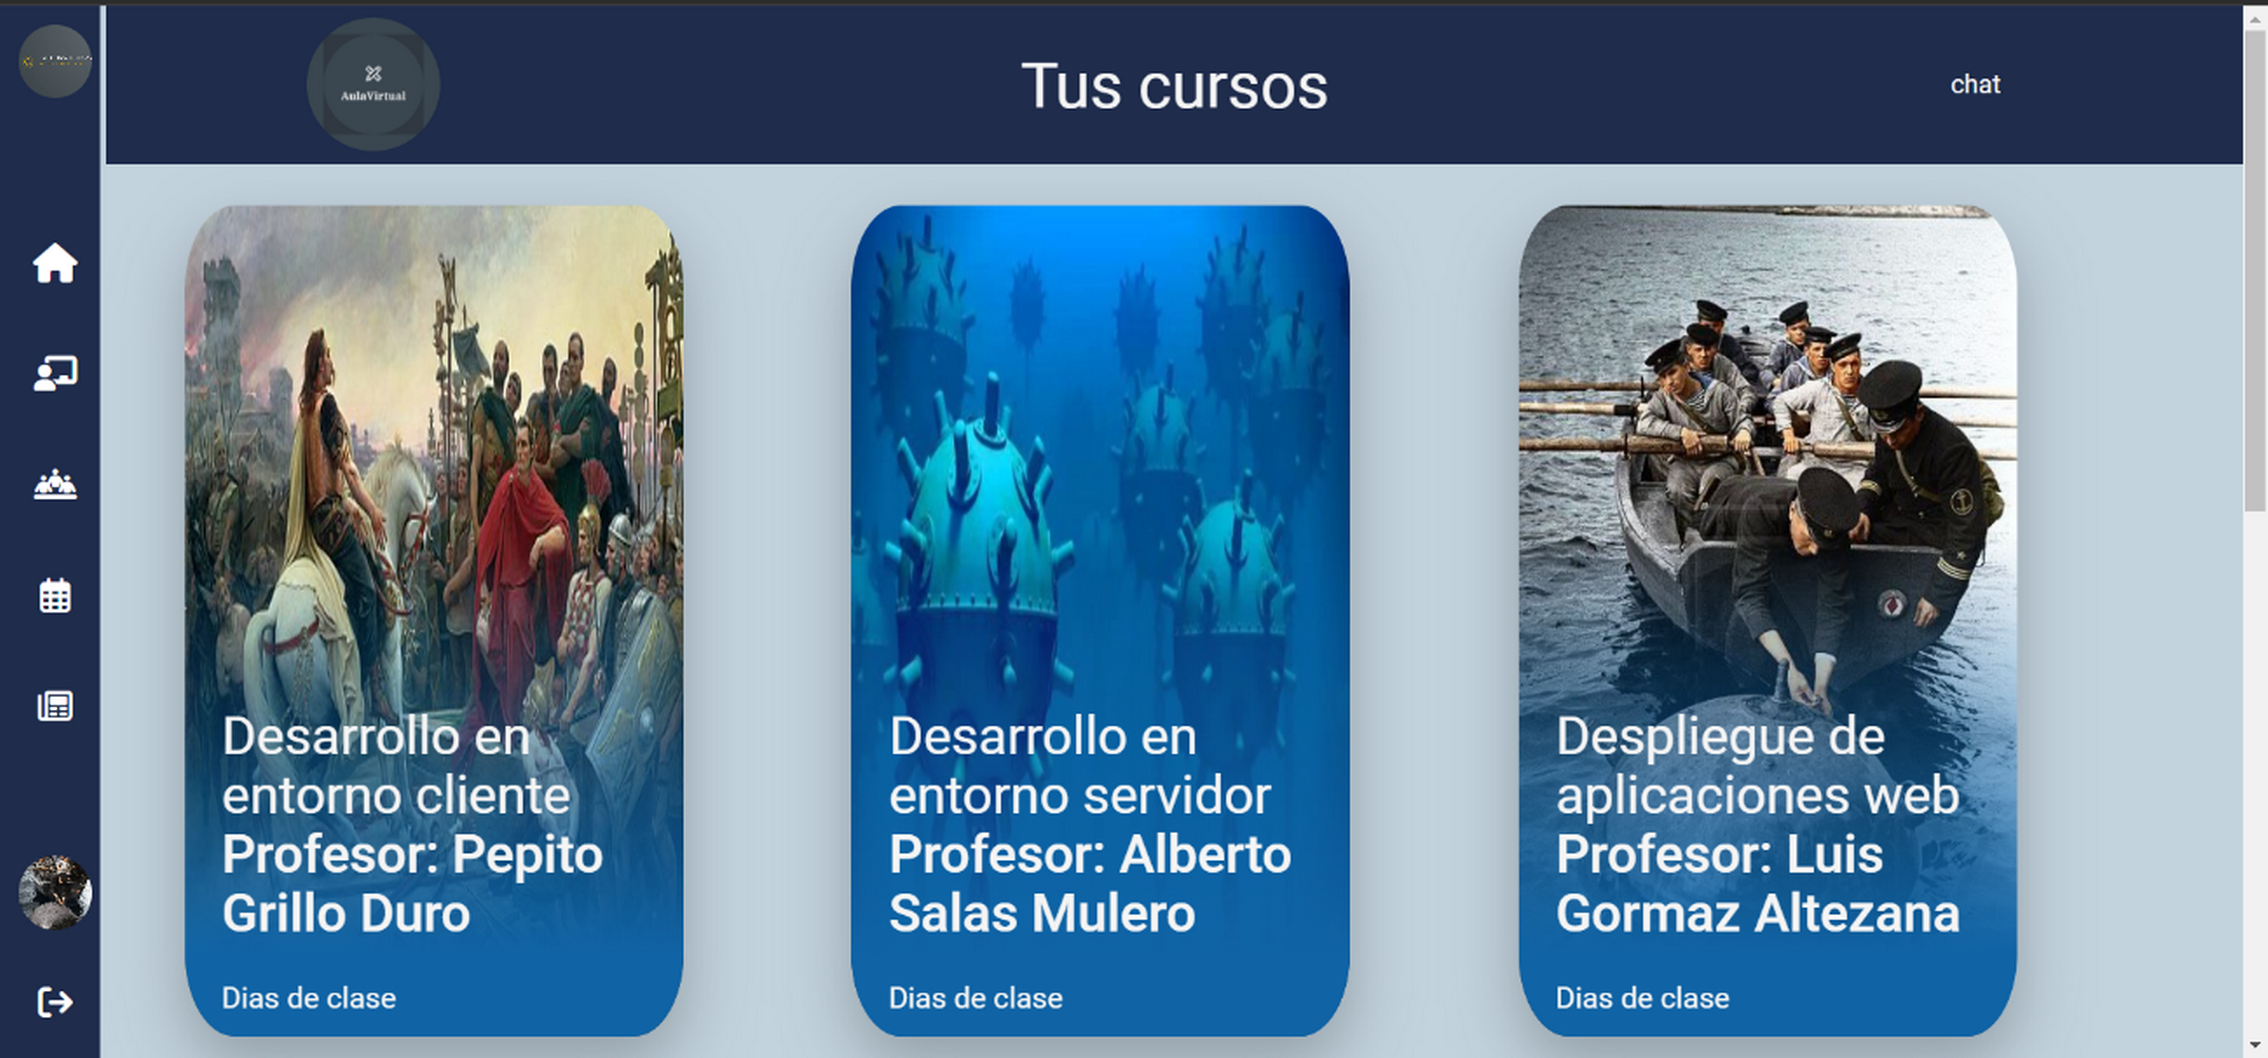 AulaVirtual
Tus cursos
chat
Desarrollo en
entorno cliente
Profesor: Pepito
Grillo Duro
Dias de clase
Desarrollo en
entorno servidor
Profesor: Alberto
Salas Mulero
Dias de clase
Despliegue de
aplicaciones web
Profesor: Luis
Gormaz Altezana
Dias de clase